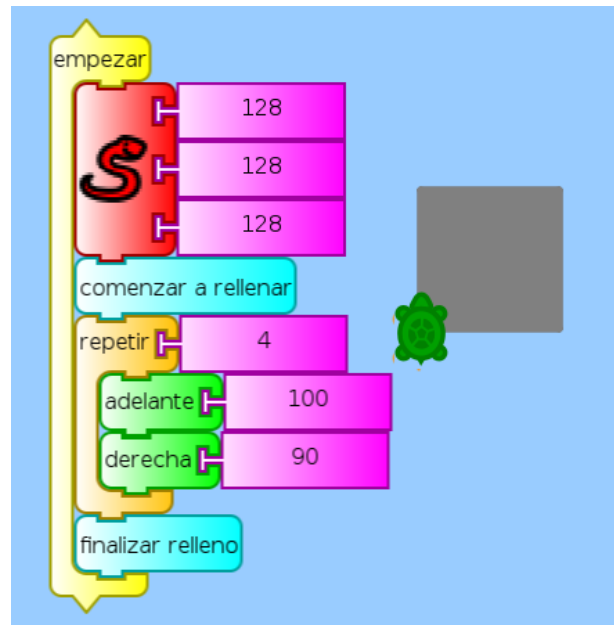 empezar
128
128
128
comenzar a rellenar
repetir 4
adelante 100
derecha 90
finalizar relleno